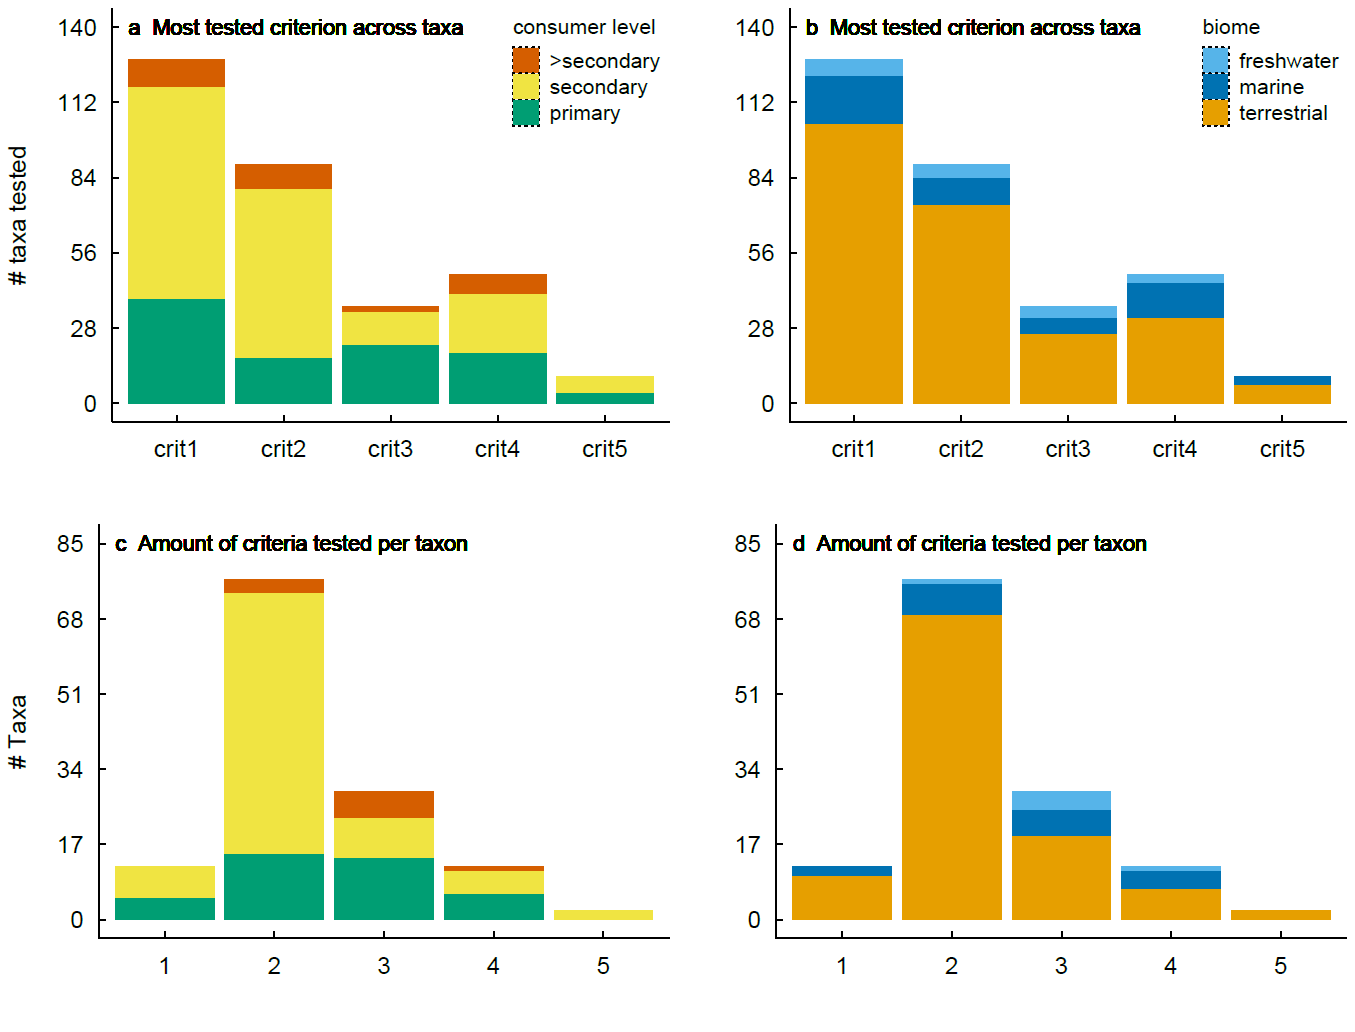 a Most tested criterion across taxa
consumer level
>secondary
secondary
primary
140
112
84
56
28
0
# taxa tested
crit1 crit2 crit3 crit4 crit5
b Most tested criterion across taxa
biome
freshwater
marine
terrestrial
140
112
84
56
28
0
crit1 crit2 crit3 crit4 crit5
c Amount of criteria tested per taxon
85
68
51
34
17
0
# Taxa
1 2 3 4 5
d Amount of criteria tested per taxon
85
68
51
34
17
0
1 2 3 4 5